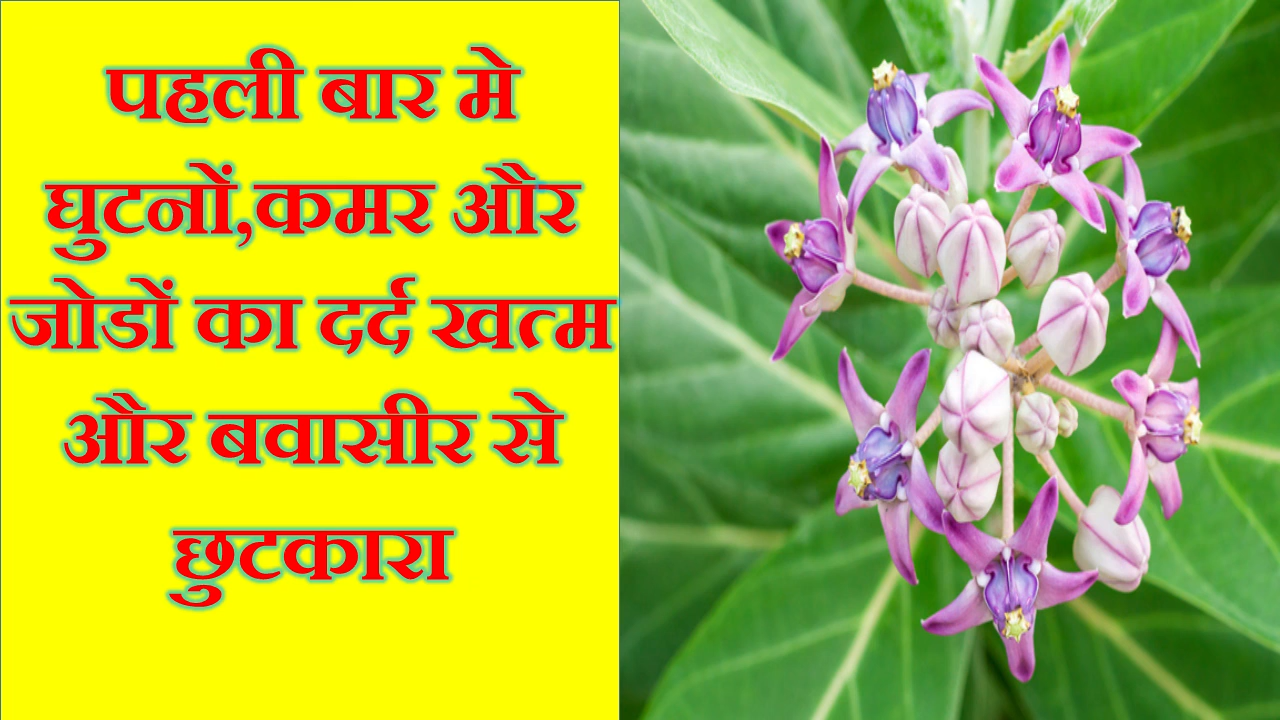 पहली बार मे
घुटनों,कमर और
जोडों का दर्द खत्म
और बवासीर से
छुटकारा